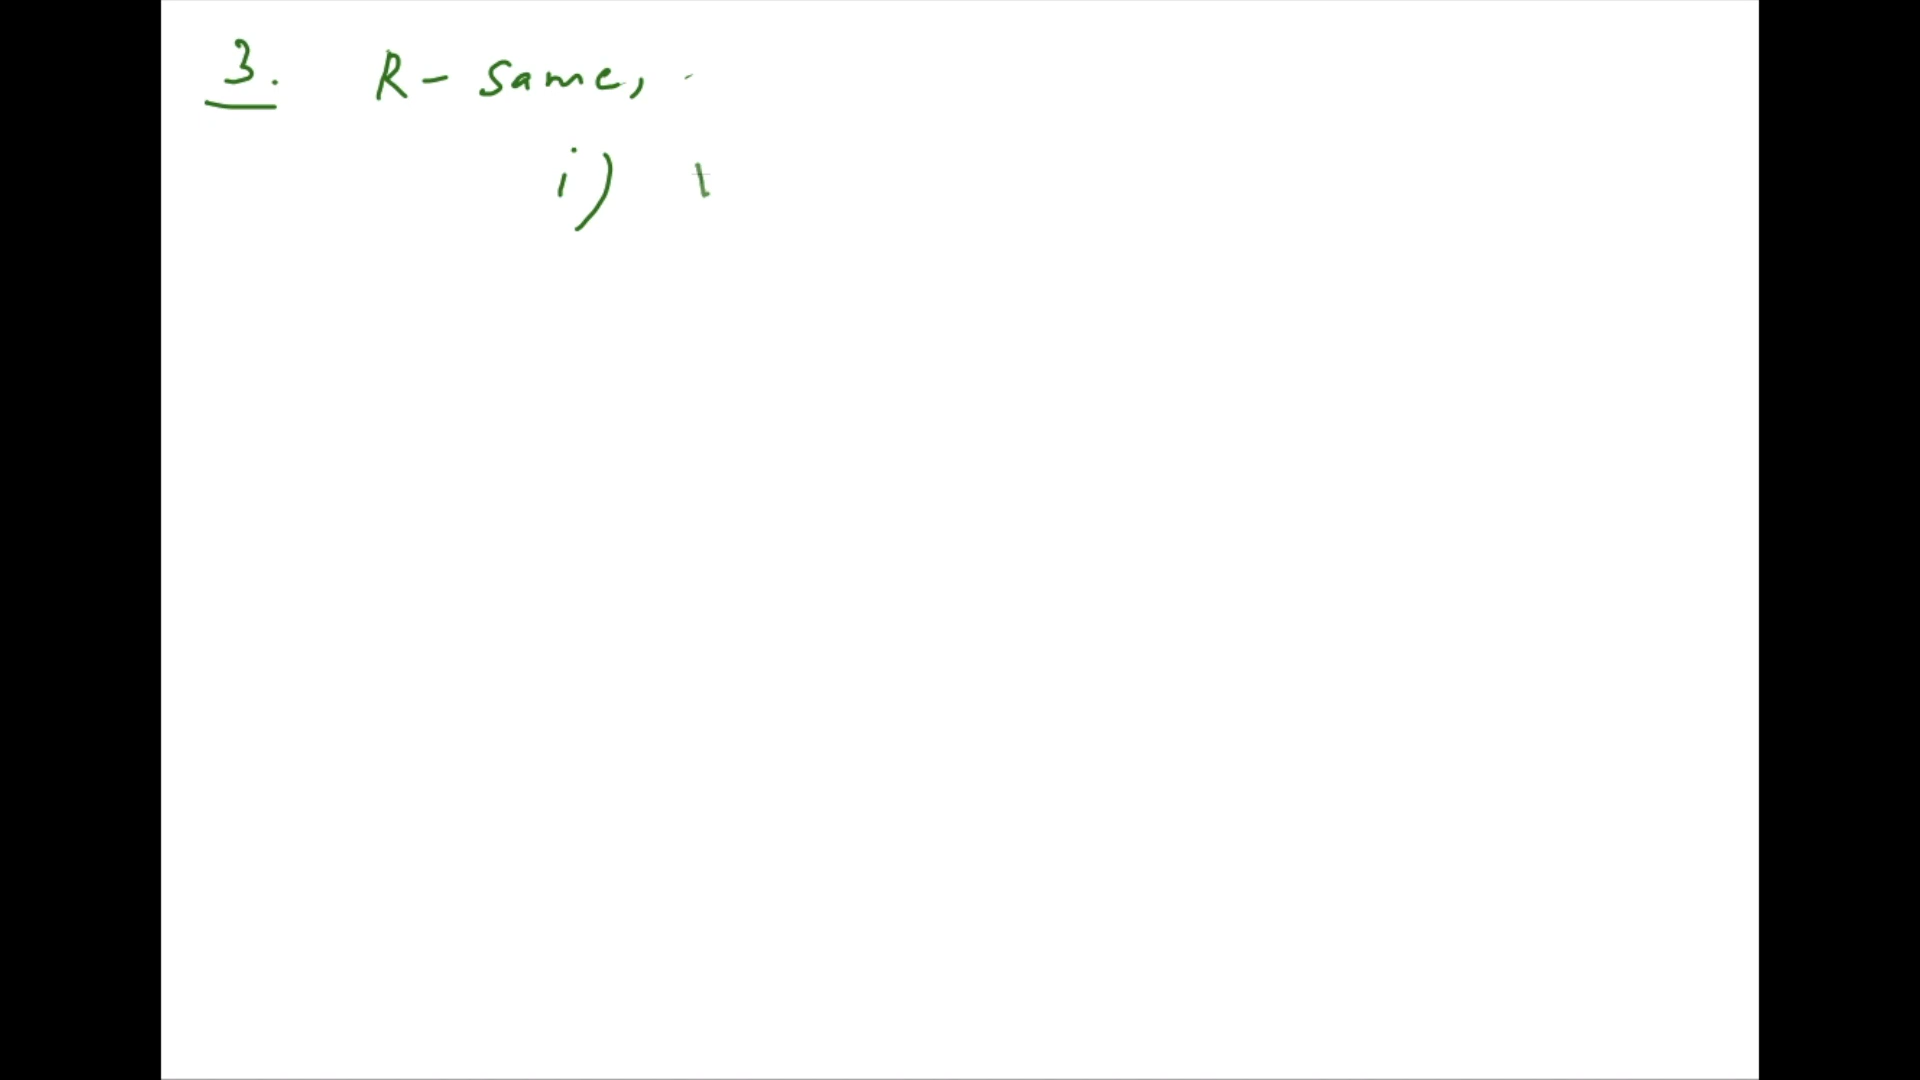 3. R - same,
i)